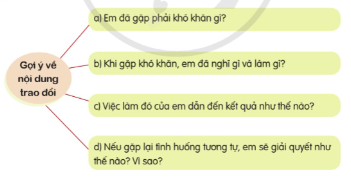 Gợi ý về
nội dung
trao đổi
a) Em đã gặp phải khó khăn gì?
b) Khi gặp khó khăn, em đã nghĩ gì và làm gì?
c) Việc làm đó của em dẫn đến kết quả như thế nào?
d) Nếu gặp lại tình huống tương tự, em sẽ giải quyết như
thế nào? Vì sao?